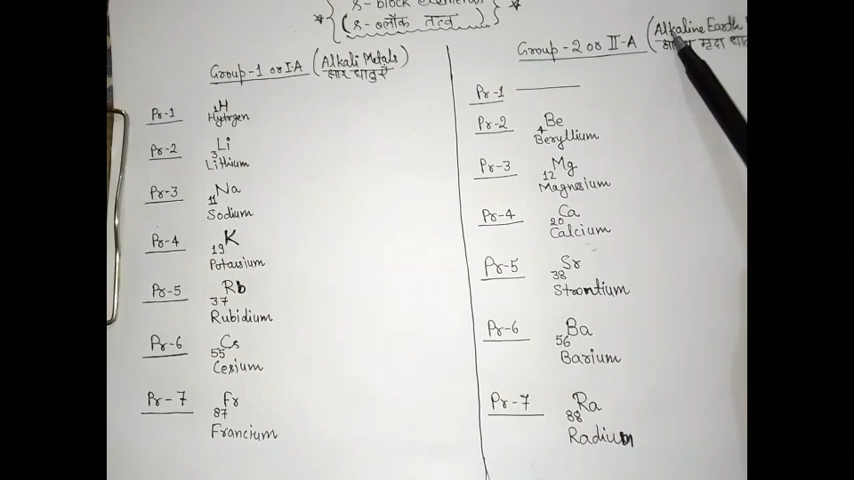 s-block elements
(s-ब्लॉक तत्व)
Group-1 or I-A (Alkali Metals)
क्षार धातुएँ
Pr-1 1H
Hytrgen
Pr-2 3Li
Lithium
Pr-3 11Na
Sodium
Pr-4 19K
Potassium
Pr-5 37Rb
Rubidium
Pr-6 55Cs
Cesium
Pr-7 87Fr
Francium
Group-2 or II-A (Alkaline Earth
मृदा
Pr-1
Pr-2 4Be
Beryllium
Pr-3 12Mg
Magnesium
Pr-4 20Ca
Calcium
Pr-5 38Sr
Strontium
Pr-6 56Ba
Barium
Pr-7 88Ra
Radium